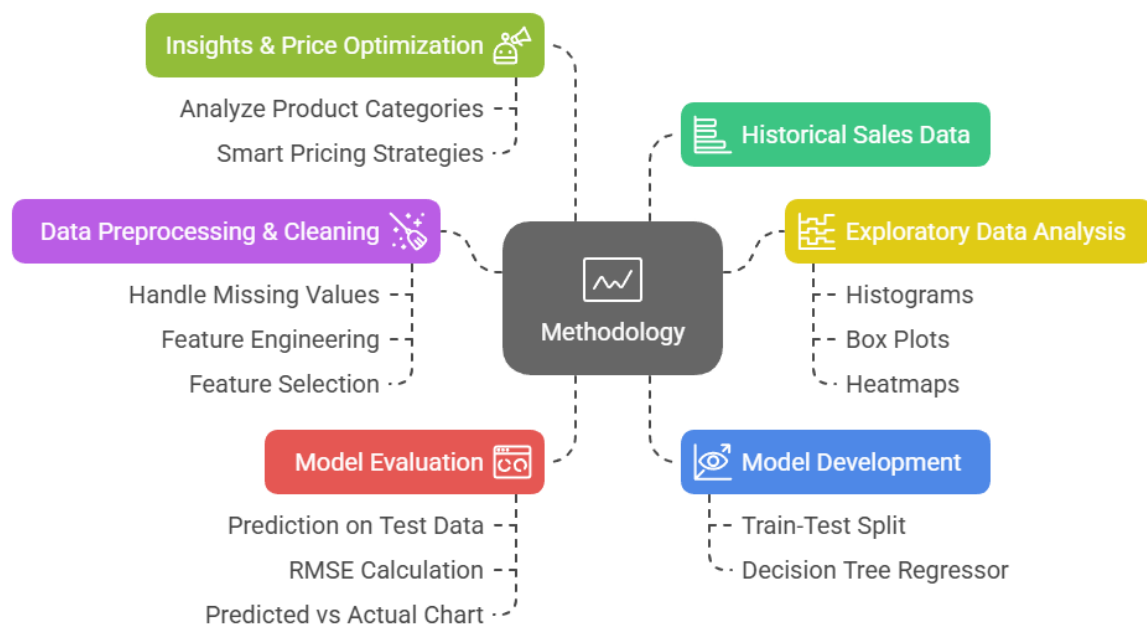 Insights & Price Optimization
Analyze Product Categories
Smart Pricing Strategies
Historical Sales Data
Data Preprocessing & Cleaning
Handle Missing Values
Feature Engineering
Feature Selection
Methodology
Exploratory Data Analysis
Histograms
Box Plots
Heatmaps
Model Evaluation
Prediction on Test Data
RMSE Calculation
Predicted vs Actual Chart
Model Development
Train-Test Split
Decision Tree Regressor